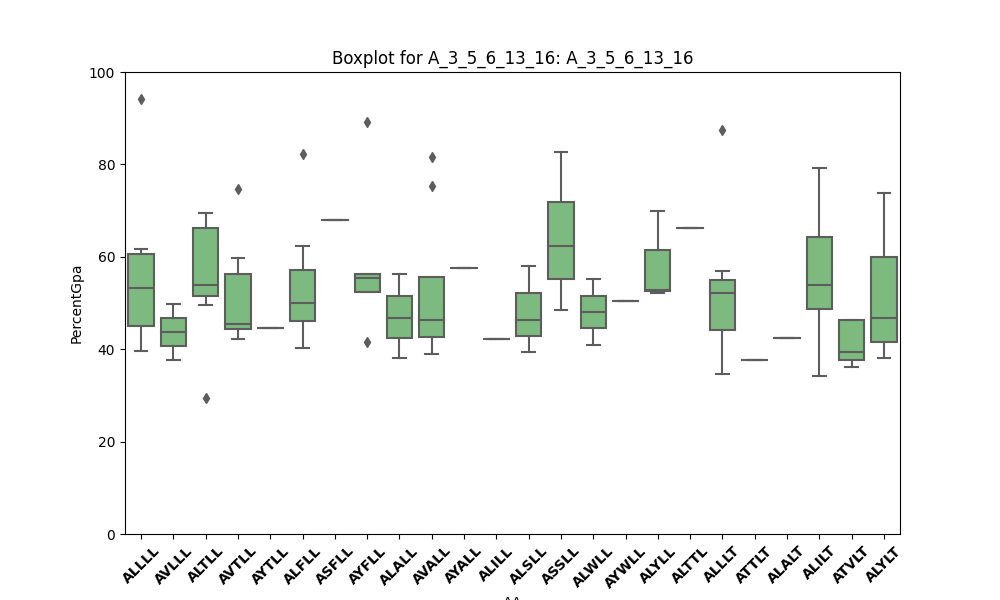 Boxplot for A_3_5_6_13_16: A_3_5_6_13_16
100
80
60
40
20
0
PercentGpa
ALLLL AVLLL ALTLL AVTLL AYTLL ALFLL ASFLL AYFLL ALALL AVALL AYALL ALILL ALSLL ASSLL ALWLL AYWLL ALYLL ALTTL ALLLT ATTLT ALALT ALILT ATVLT ALYLT